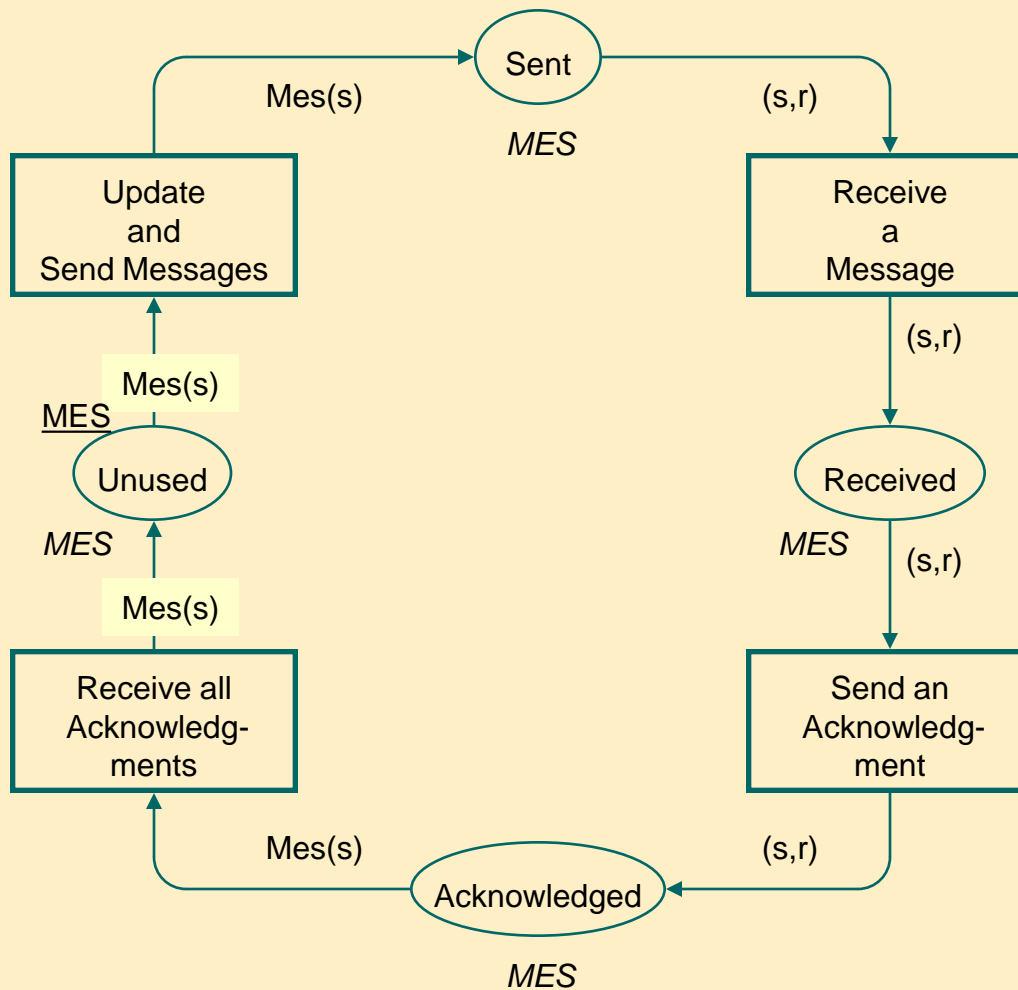 Sent
Mes(s)
(s,r)
MES
Update
and
Send Messages
Receive
a
Message
(s,r)
Mes(s)
MES
Unused
Received
MES
MES
(s,r)
Mes(s)
Receive all
Acknowledg-
ments
Send an
Acknowledg-
ment
Mes(s)
(s,r)
Acknowledged
MES